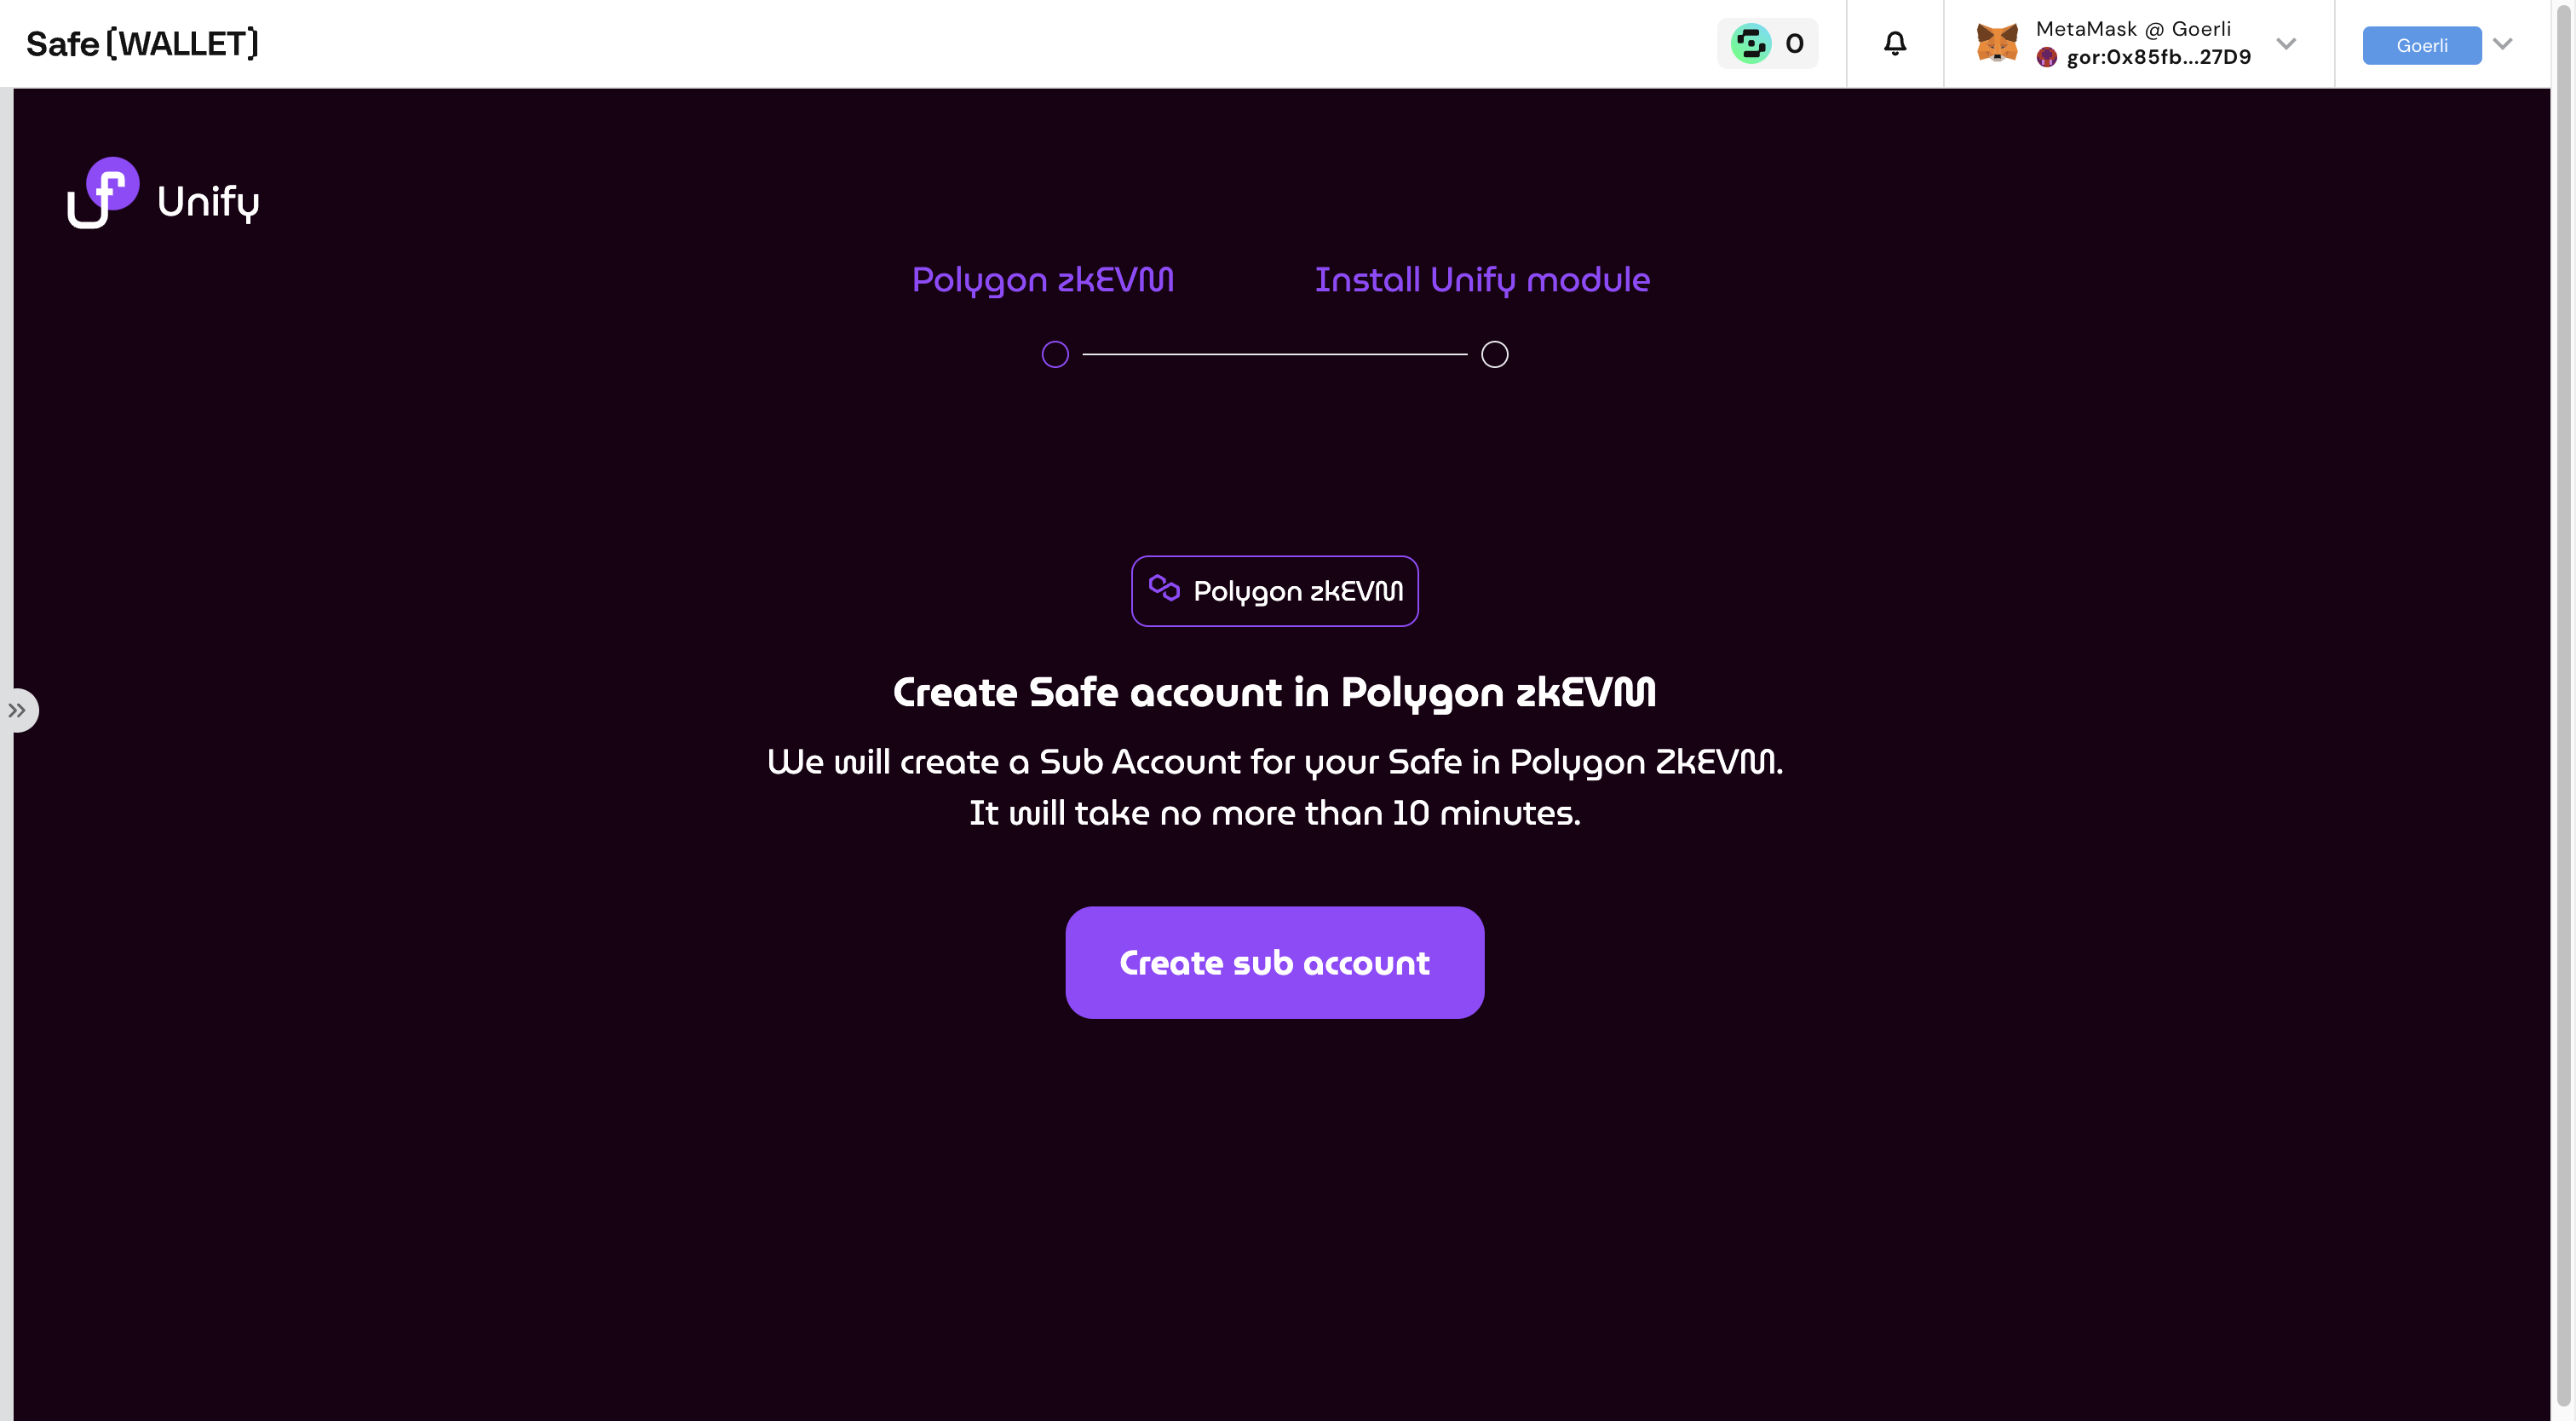 Safe{WALLET}
0
MetaMask @ Goerli
gor:0x85fb...27D9
Goerli
Unify
Polygon zkEVM
Install Unify module
Polygon zkEVM
Create Safe account in Polygon zkEVM
We will create a Sub Account for your Safe in Polygon ZkEVM.
It will take no more than 10 minutes.
Create sub account